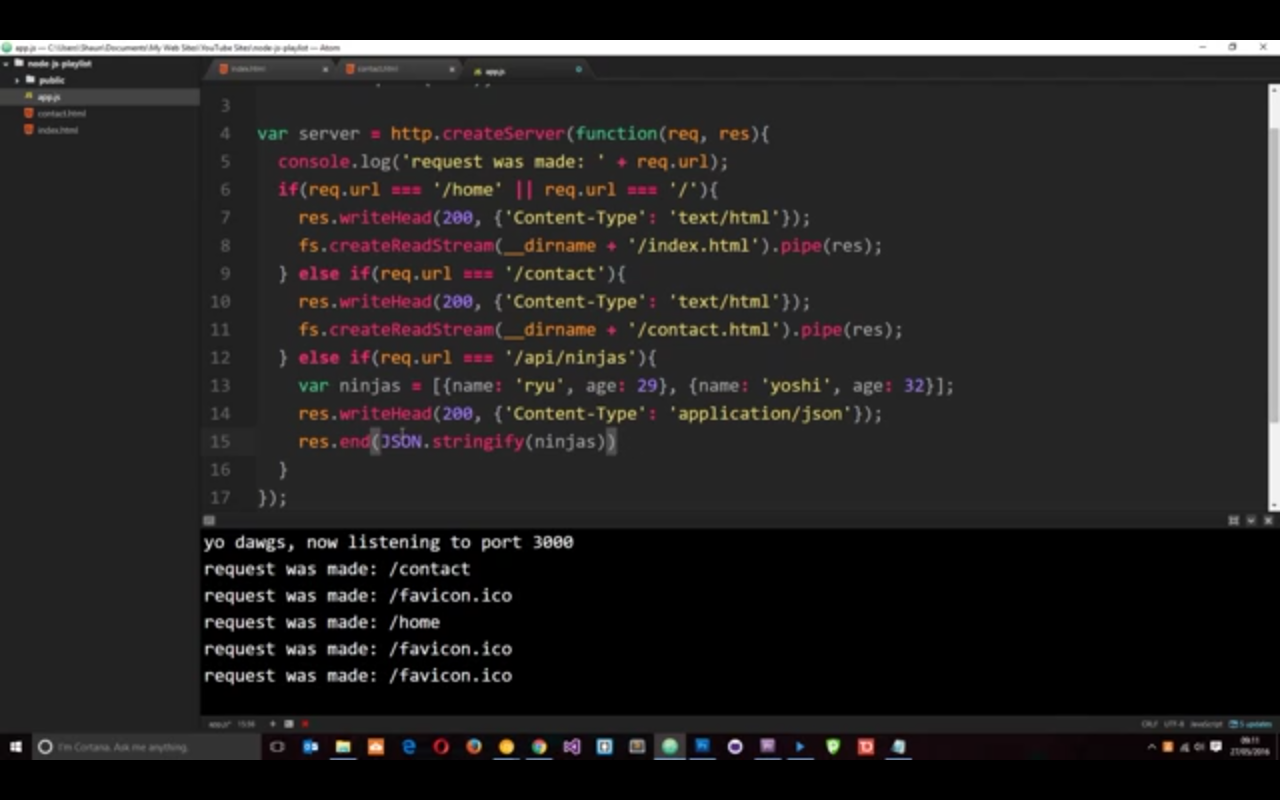 app.js — C:\Users\Shaun\Documents\My Web Sites\YouTube Sites\node-js-playlist — Atom
node-js-playlist
public
app.js
contact.html
index.html
index.html
contact.html
app.js
3
4 var server = http.createServer(function(req, res){
5 console.log('request was made: ' + req.url);
6 if(req.url === '/home' || req.url === '/'){
7 res.writeHead(200, {'Content-Type': 'text/html'});
8 fs.createReadStream(__dirname + '/index.html').pipe(res);
9 } else if(req.url === '/contact'){
10 res.writeHead(200, {'Content-Type': 'text/html'});
11 fs.createReadStream(__dirname + '/contact.html').pipe(res);
12 } else if(req.url === '/api/ninjas'){
13 var ninjas = [{name: 'ryu', age: 29}, {name: 'yoshi', age: 32}];
14 res.writeHead(200, {'Content-Type': 'application/json'});
15 res.end(JSON.stringify(ninjas))
16 }
17 });
yo dawgs, now listening to port 3000
request was made: /contact
request was made: /favicon.ico
request was made: /home
request was made: /favicon.ico
request was made: /favicon.ico
app.js* 15:36
CRLF UTF-8 JavaScript 5 updates
I'm Cortana. Ask me anything.
09:11
27/05/2016